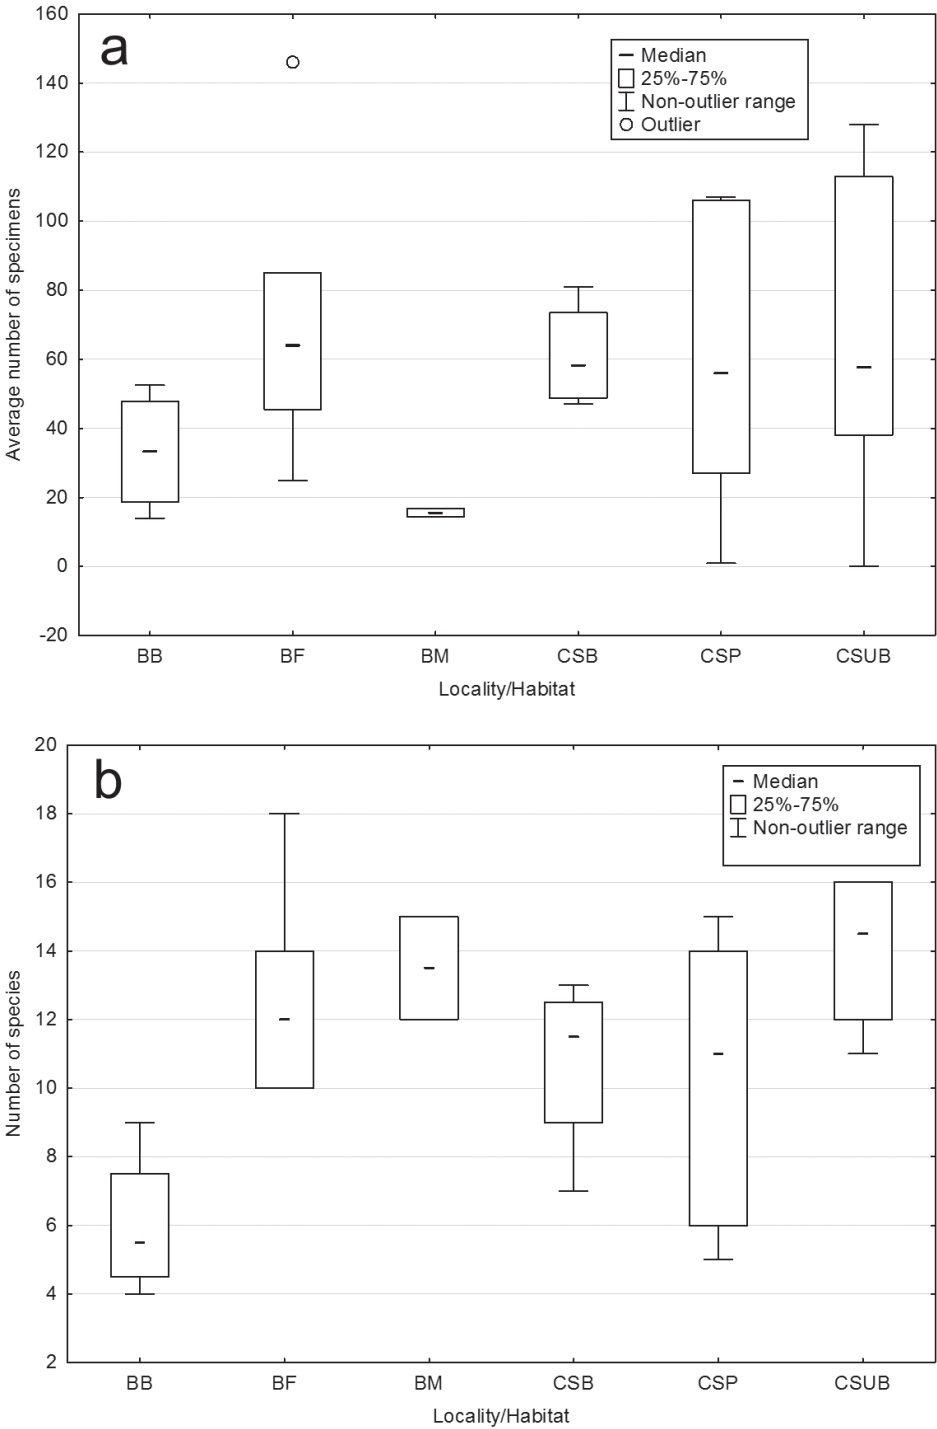 a
160
140
120
100
80
60
40
20
0
-20
Average number of specimens
Median
25%-75%
Non-outlier range
Outlier
BB BF BM CSB CSP CSUB
Locality/Habitat
b
20
18
16
14
12
10
8
6
4
2
Number of species
Median
25%-75%
Non-outlier range
BB BF BM CSB CSP CSUB
Locality/Habitat